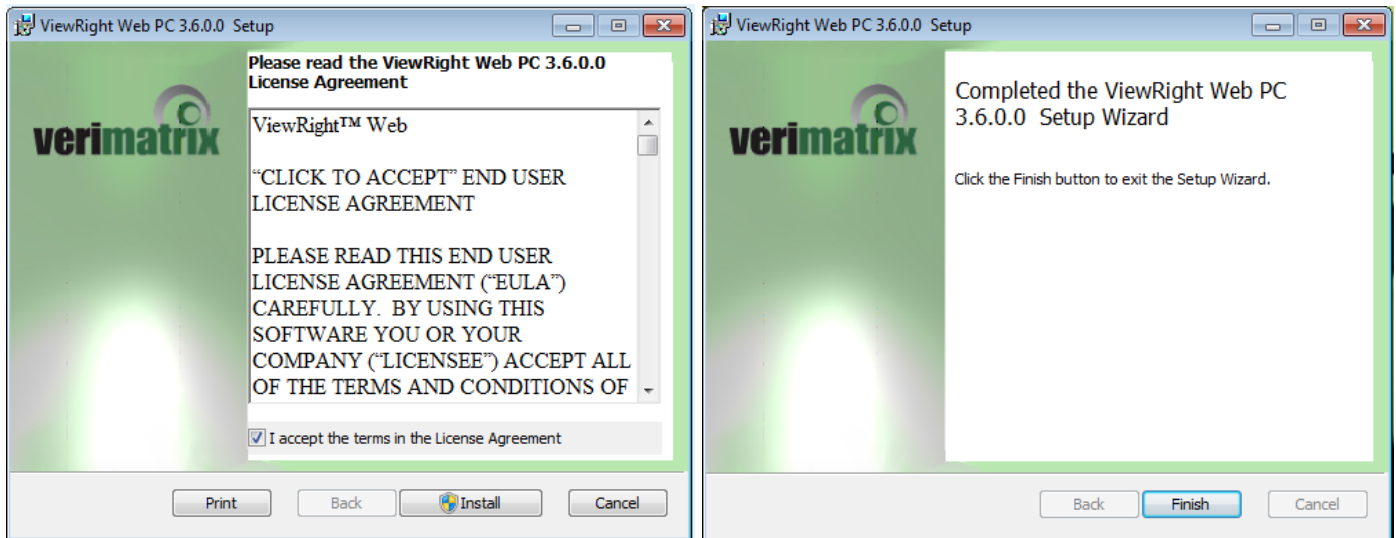 ViewRight Web PC 3.6.0.0 Setup
verimatrix
Please read the ViewRight Web PC 3.6.0.0
License Agreement
ViewRight™ Web
“CLICK TO ACCEPT” END USER
LICENSE AGREEMENT
PLEASE READ THIS END USER
LICENSE AGREEMENT (“EULA”)
CAREFULLY. BY USING THIS
SOFTWARE YOU OR YOUR
COMPANY (“LICENSEE”) ACCEPT ALL
OF THE TERMS AND CONDITIONS OF
I accept the terms in the License Agreement
Print
Back
Install
Cancel
ViewRight Web PC 3.6.0.0 Setup
verimatrix
Completed the ViewRight Web PC
3.6.0.0 Setup Wizard
Click the Finish button to exit the Setup Wizard.
Back
Finish
Cancel